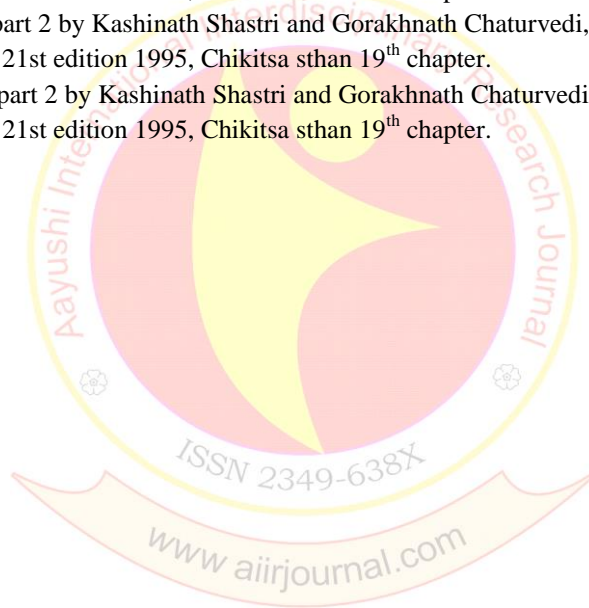 part 2 by Kashinath Shastri and Gorakhnath Chaturvedi,
21st edition 1995, Chikitsa sthan 19th chapter.
part 2 by Kashinath Shastri and Gorakhnath Chaturvedi
21st edition 1995, Chikitsa sthan 19th chapter.
Aayushi International Interdisciplinary Research Journal
ISSN 2349-638X
www aiirjournal.com